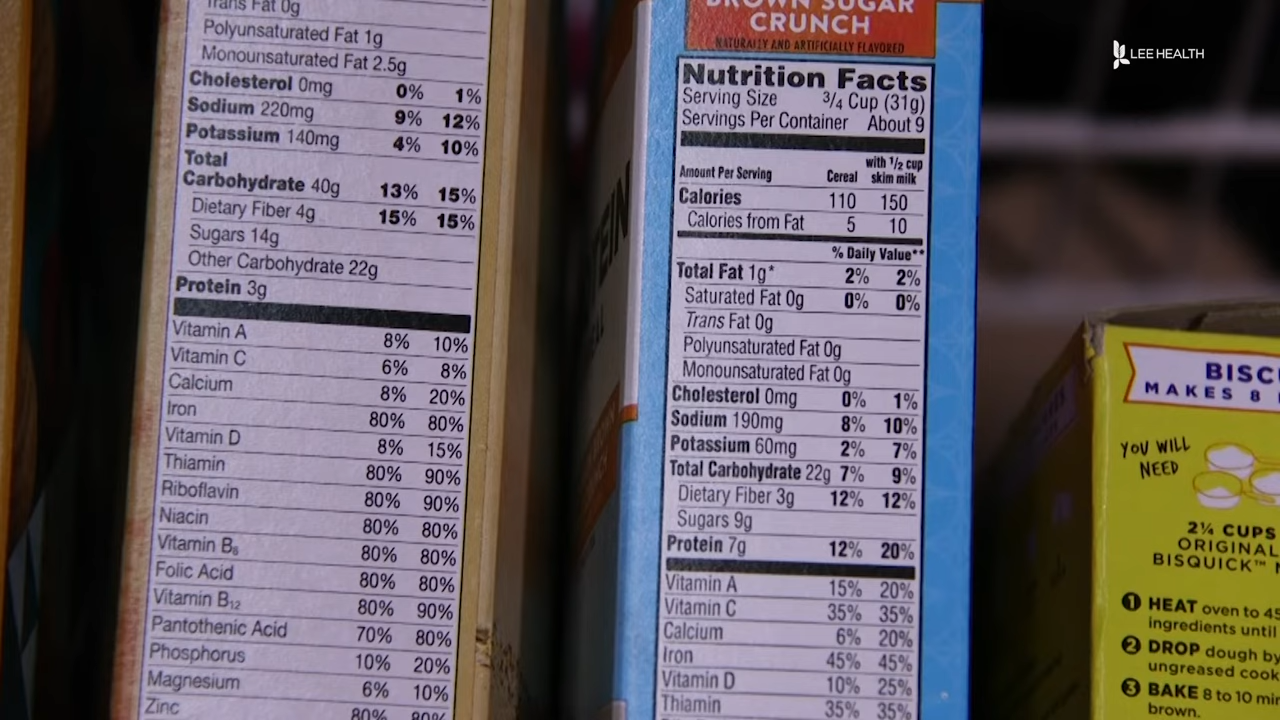 Trans Fat 0g
Polyunsaturated Fat 1g
Monounsaturated Fat 2.5g
Cholesterol 0mg 0% 1%
Sodium 220mg 9% 12%
Potassium 140mg 4% 10%
Total
Carbohydrate 40g 13% 15%
Dietary Fiber 4g 15% 15%
Sugars 14g
Other Carbohydrate 22g
Protein 3g
Vitamin A 8% 10%
Vitamin C 6% 8%
Calcium 8% 20%
Iron 80% 80%
Vitamin D 8% 15%
Thiamin 80% 90%
Riboflavin 80% 90%
Niacin 80% 80%
Vitamin B6 80% 80%
Folic Acid 80% 80%
Vitamin B12 80% 90%
Pantothenic Acid 70% 80%
Phosphorus 10% 20%
Magnesium 6% 10%
Zinc 80% 80%
BROWN SUGAR
CRUNCH
NATURALLY AND ARTIFICIALLY FLAVORED
Nutrition Facts
Serving Size 3/4 Cup (31g)
Servings Per Container About 9
Amount Per Serving Cereal with 1/2 cup skim milk
Calories 110 150
Calories from Fat 5 10
% Daily Value**
Total Fat 1g* 2% 2%
Saturated Fat 0g 0% 0%
Trans Fat 0g
Polyunsaturated Fat 0g
Monounsaturated Fat 0g
Cholesterol 0mg 0% 1%
Sodium 190mg 8% 10%
Potassium 60mg 2% 7%
Total Carbohydrate 22g 7% 9%
Dietary Fiber 3g 12% 12%
Sugars 9g
Protein 7g 12% 20%
Vitamin A 15% 20%
Vitamin C 35% 35%
Calcium 6% 20%
Iron 45% 45%
Vitamin D 10% 25%
Thiamin 35% 35%
LEE HEALTH
BISC
MAKES 8
YOU WILL
NEED
2¼ CUPS
ORIGINAL
BISQUICK™
1 HEAT oven to 45
ingredients until
2 DROP dough by
ungreased cook
3 BAKE 8 to 10 mi
brown.